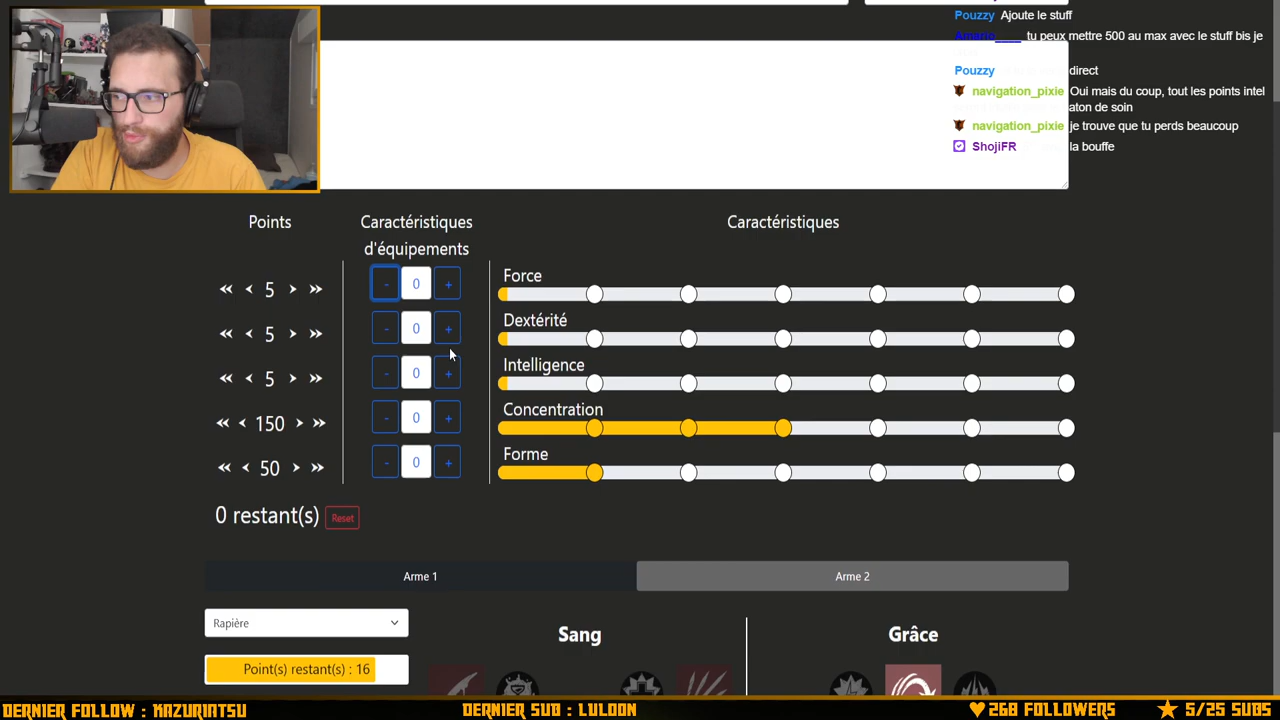 Pouzzy Ajoute le stuff
Amario____ tu peux mettre 500 au max avec le stuff bis je
Pouzzy direct
navigation_pixie Oui mais du coup, tout les points intel
aton de soin
navigation_pixie je trouve que tu perds beaucoup
ShojiFR la bouffe
Points
Caractéristiques d'équipements
Caractéristiques
5 - 0 + Force
5 - 0 + Dextérité
5 - 0 + Intelligence
150 - 0 + Concentration
50 - 0 + Forme
0 restant(s) Reset
Arme 1 Arme 2
Rapière
Sang Grâce
Point(s) restant(s) : 16
DERNIER FOLLOW : KAZURIATSU DERNIER SUB : LULOON 268 FOLLOWERS 5/25 SUBS